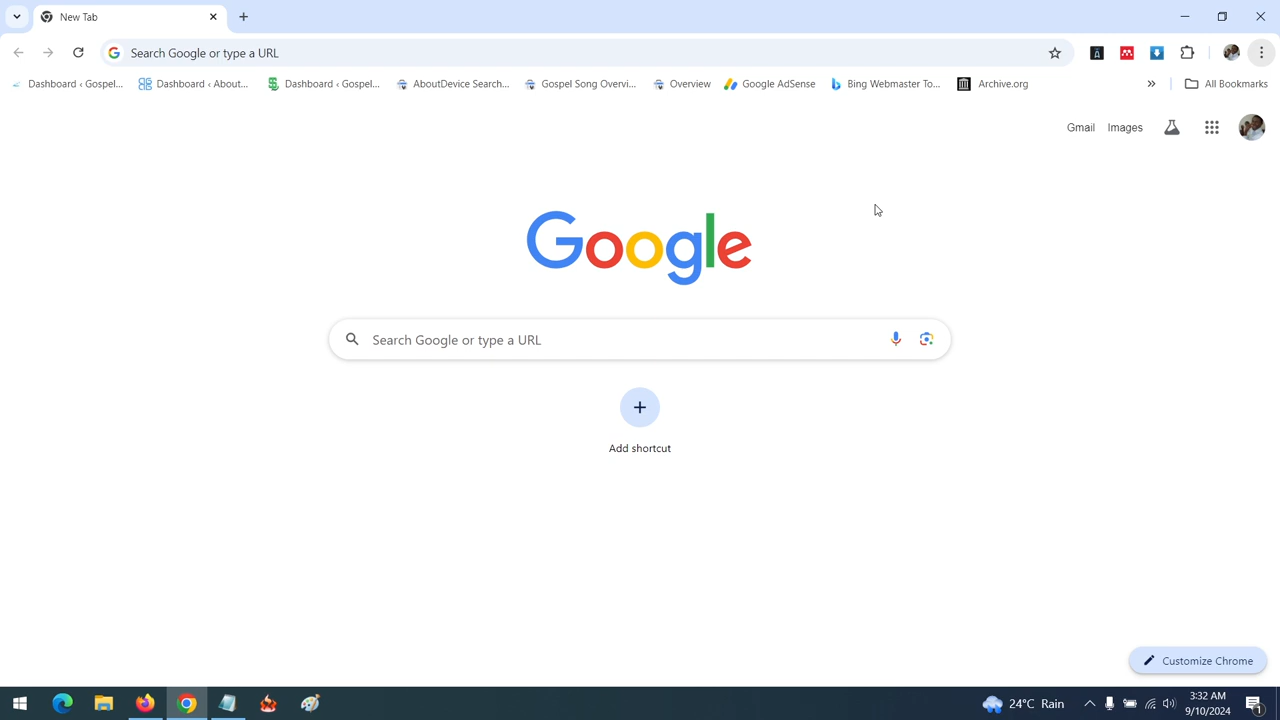 New Tab
Search Google or type a URL
Dashboard ‹ Gospel... Dashboard ‹ About... Dashboard ‹ Gospel... AboutDevice Search... Gospel Song Overvi... Overview Google AdSense Bing Webmaster To... Archive.org » All Bookmarks
Gmail Images
Google
Search Google or type a URL
Add shortcut
Customize Chrome
24°C Rain
3:32 AM
9/10/2024
1